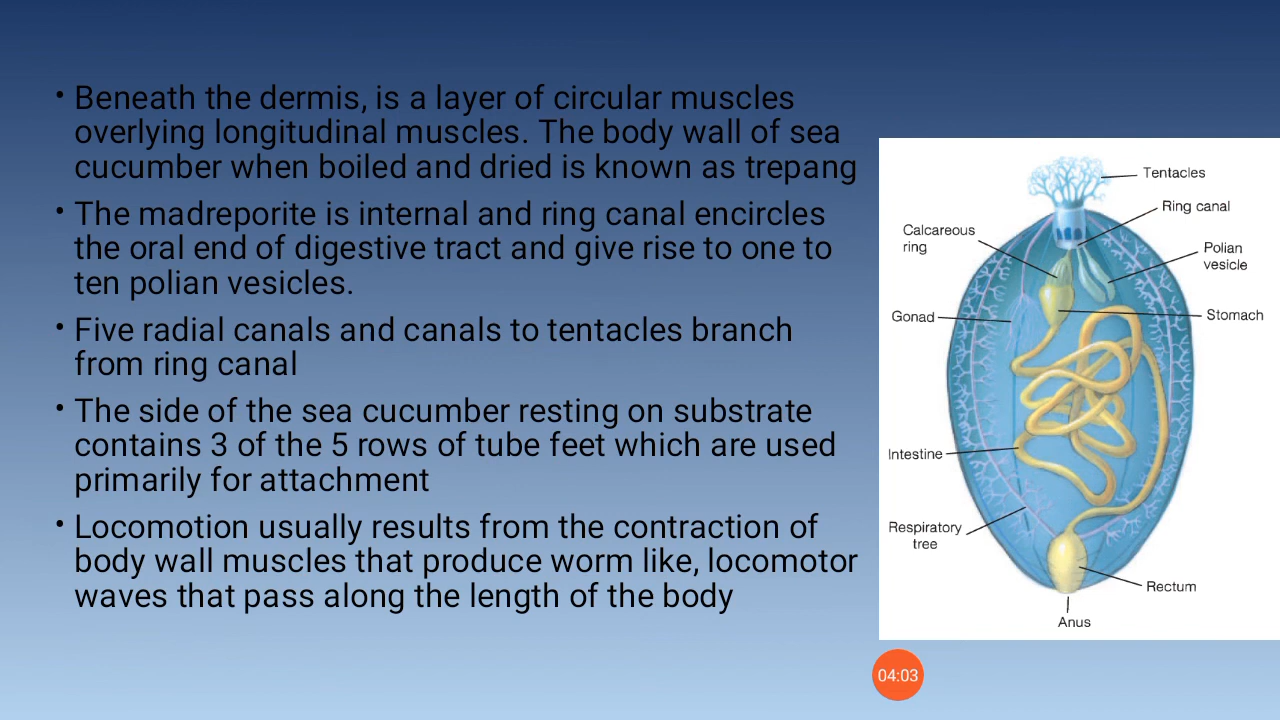 • Beneath the dermis, is a layer of circular muscles
overlying longitudinal muscles. The body wall of sea
cucumber when boiled and dried is known as trepang
• The madreporite is internal and ring canal encircles
the oral end of digestive tract and give rise to one to
ten polian vesicles.
• Five radial canals and canals to tentacles branch
from ring canal
• The side of the sea cucumber resting on substrate
contains 3 of the 5 rows of tube feet which are used
primarily for attachment
• Locomotion usually results from the contraction of
body wall muscles that produce worm like, locomotor
waves that pass along the length of the body
Tentacles
Ring canal
Calcareous
ring
Polian
vesicle
Gonad
Stomach
Intestine
Respiratory
tree
Rectum
Anus
04:03